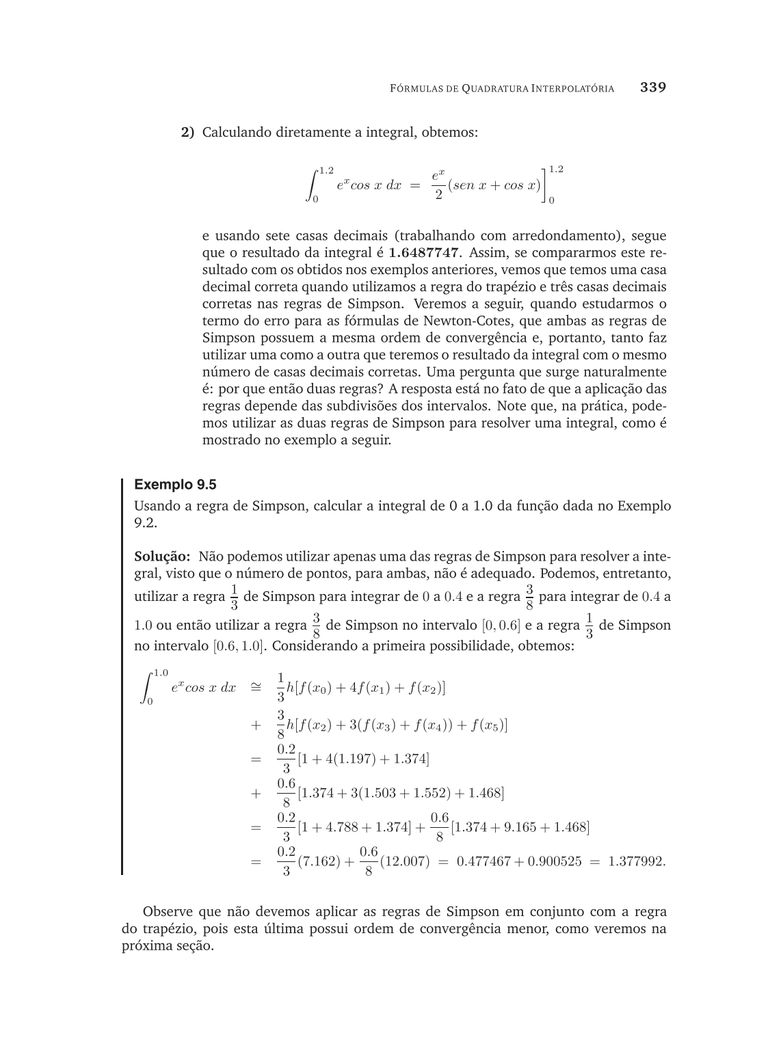 FÓRMULAS DE QUADRATURA INTERPOLATÓRIA 339
2) Calculando diretamente a integral, obtemos:
∫_0^{1.2} e^x cos x dx = \frac{e^x}{2}(sen x + cos x)]_0^{1.2}
e usando sete casas decimais (trabalhando com arredondamento), segue
que o resultado da integral é 1.6487747. Assim, se compararmos este re-
sultado com os obtidos nos exemplos anteriores, vemos que temos uma casa
decimal correta quando utilizamos a regra do trapézio e três casas decimais
corretas nas regras de Simpson. Veremos a seguir, quando estudarmos o
termo do erro para as fórmulas de Newton-Cotes, que ambas as regras de
Simpson possuem a mesma ordem de convergência e, portanto, tanto faz
utilizar uma como a outra que teremos o resultado da integral com o mesmo
número de casas decimais corretas. Uma pergunta que surge naturalmente
é: por que então duas regras? A resposta está no fato de que a aplicação das
regras depende das subdivisões dos intervalos. Note que, na prática, pode-
mos utilizar as duas regras de Simpson para resolver uma integral, como é
mostrado no exemplo a seguir.
Exemplo 9.5
Usando a regra de Simpson, calcular a integral de 0 a 1.0 da função dada no Exemplo
9.2.
Solução: Não podemos utilizar apenas uma das regras de Simpson para resolver a inte-
gral, visto que o número de pontos, para ambas, não é adequado. Podemos, entretanto,
utilizar a regra \frac{1}{3} de Simpson para integrar de 0 a 0.4 e a regra \frac{3}{8} para integrar de 0.4 a
1.0 ou então utilizar a regra \frac{3}{8} de Simpson no intervalo [0, 0.6] e a regra \frac{1}{3} de Simpson
no intervalo [0.6, 1.0]. Considerando a primeira possibilidade, obtemos:
∫_0^{1.0} e^x cos x dx ≅ \frac{1}{3}h[f(x_0) + 4f(x_1) + f(x_2)]
+ \frac{3}{8}h[f(x_2) + 3(f(x_3) + f(x_4)) + f(x_5)]
= \frac{0.2}{3}[1 + 4(1.197) + 1.374]
+ \frac{0.6}{8}[1.374 + 3(1.503 + 1.552) + 1.468]
= \frac{0.2}{3}[1 + 4.788 + 1.374] + \frac{0.6}{8}[1.374 + 9.165 + 1.468]
= \frac{0.2}{3}(7.162) + \frac{0.6}{8}(12.007) = 0.477467 + 0.900525 = 1.377992.
Observe que não devemos aplicar as regras de Simpson em conjunto com a regra
do trapézio, pois esta última possui ordem de convergência menor, como veremos na
próxima seção.